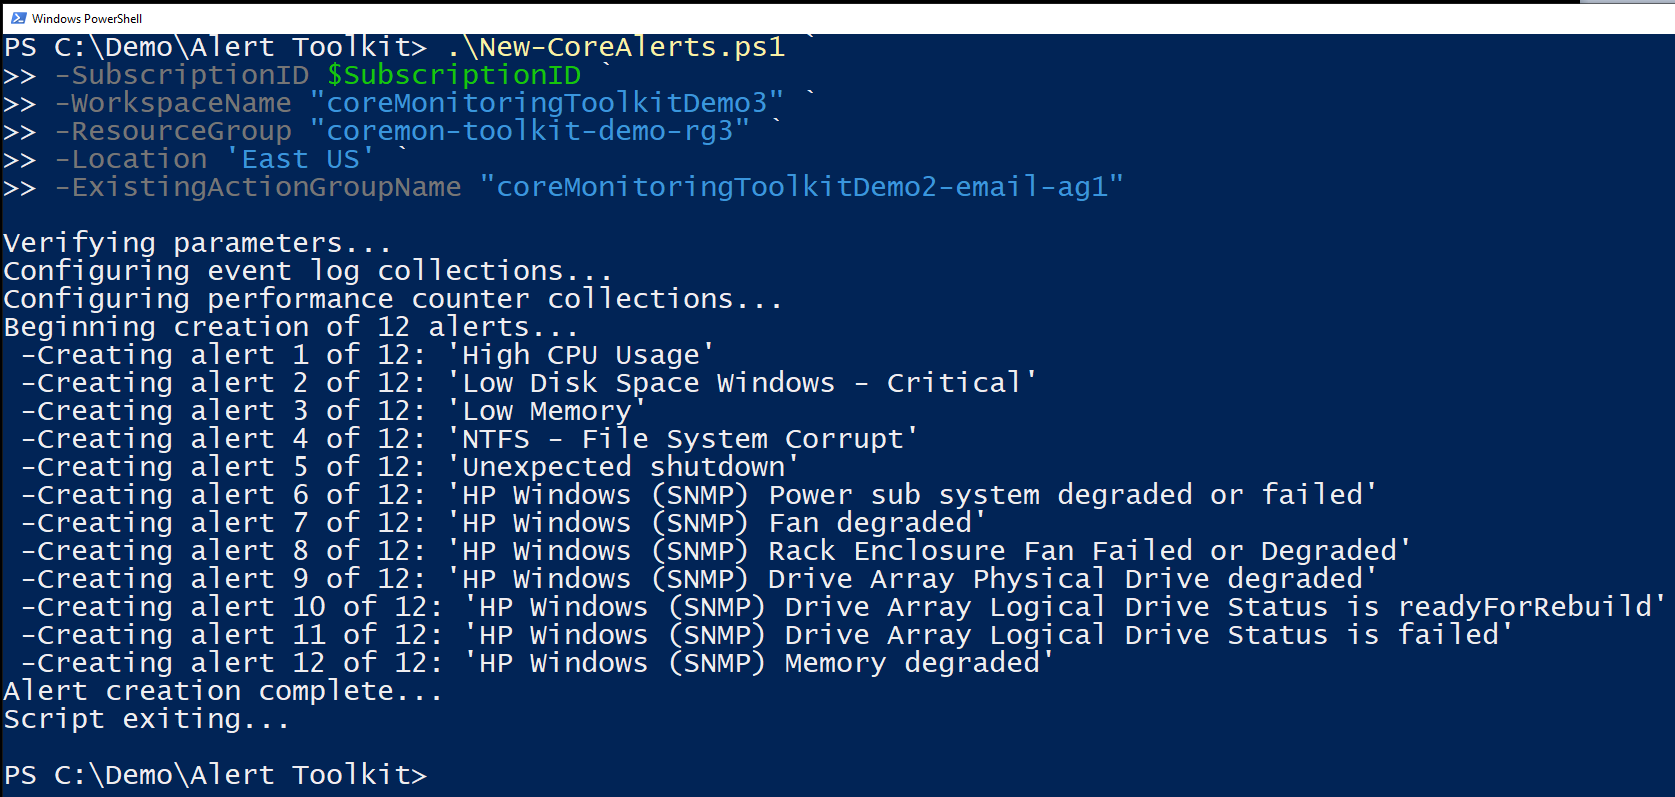 Windows PowerShell
PS C:\Demo\Alert Toolkit> .\New-CoreAlerts.ps1 `
>> -SubscriptionID $SubscriptionID `
>> -WorkspaceName "coreMonitoringToolkitDemo3" `
>> -ResourceGroup "coremon-toolkit-demo-rg3" `
>> -Location 'East US' `
>> -ExistingActionGroupName "coreMonitoringToolkitDemo2-email-ag1"
Verifying parameters...
Configuring event log collections...
Configuring performance counter collections...
Beginning creation of 12 alerts...
 -Creating alert 1 of 12: 'High CPU Usage'
 -Creating alert 2 of 12: 'Low Disk Space Windows - Critical'
 -Creating alert 3 of 12: 'Low Memory'
 -Creating alert 4 of 12: 'NTFS - File System Corrupt'
 -Creating alert 5 of 12: 'Unexpected shutdown'
 -Creating alert 6 of 12: 'HP Windows (SNMP) Power sub system degraded or failed'
 -Creating alert 7 of 12: 'HP Windows (SNMP) Fan degraded'
 -Creating alert 8 of 12: 'HP Windows (SNMP) Rack Enclosure Fan Failed or Degraded'
 -Creating alert 9 of 12: 'HP Windows (SNMP) Drive Array Physical Drive degraded'
 -Creating alert 10 of 12: 'HP Windows (SNMP) Drive Array Logical Drive Status is readyForRebuild'
 -Creating alert 11 of 12: 'HP Windows (SNMP) Drive Array Logical Drive Status is failed'
 -Creating alert 12 of 12: 'HP Windows (SNMP) Memory degraded'
Alert creation complete...
Script exiting...
PS C:\Demo\Alert Toolkit>